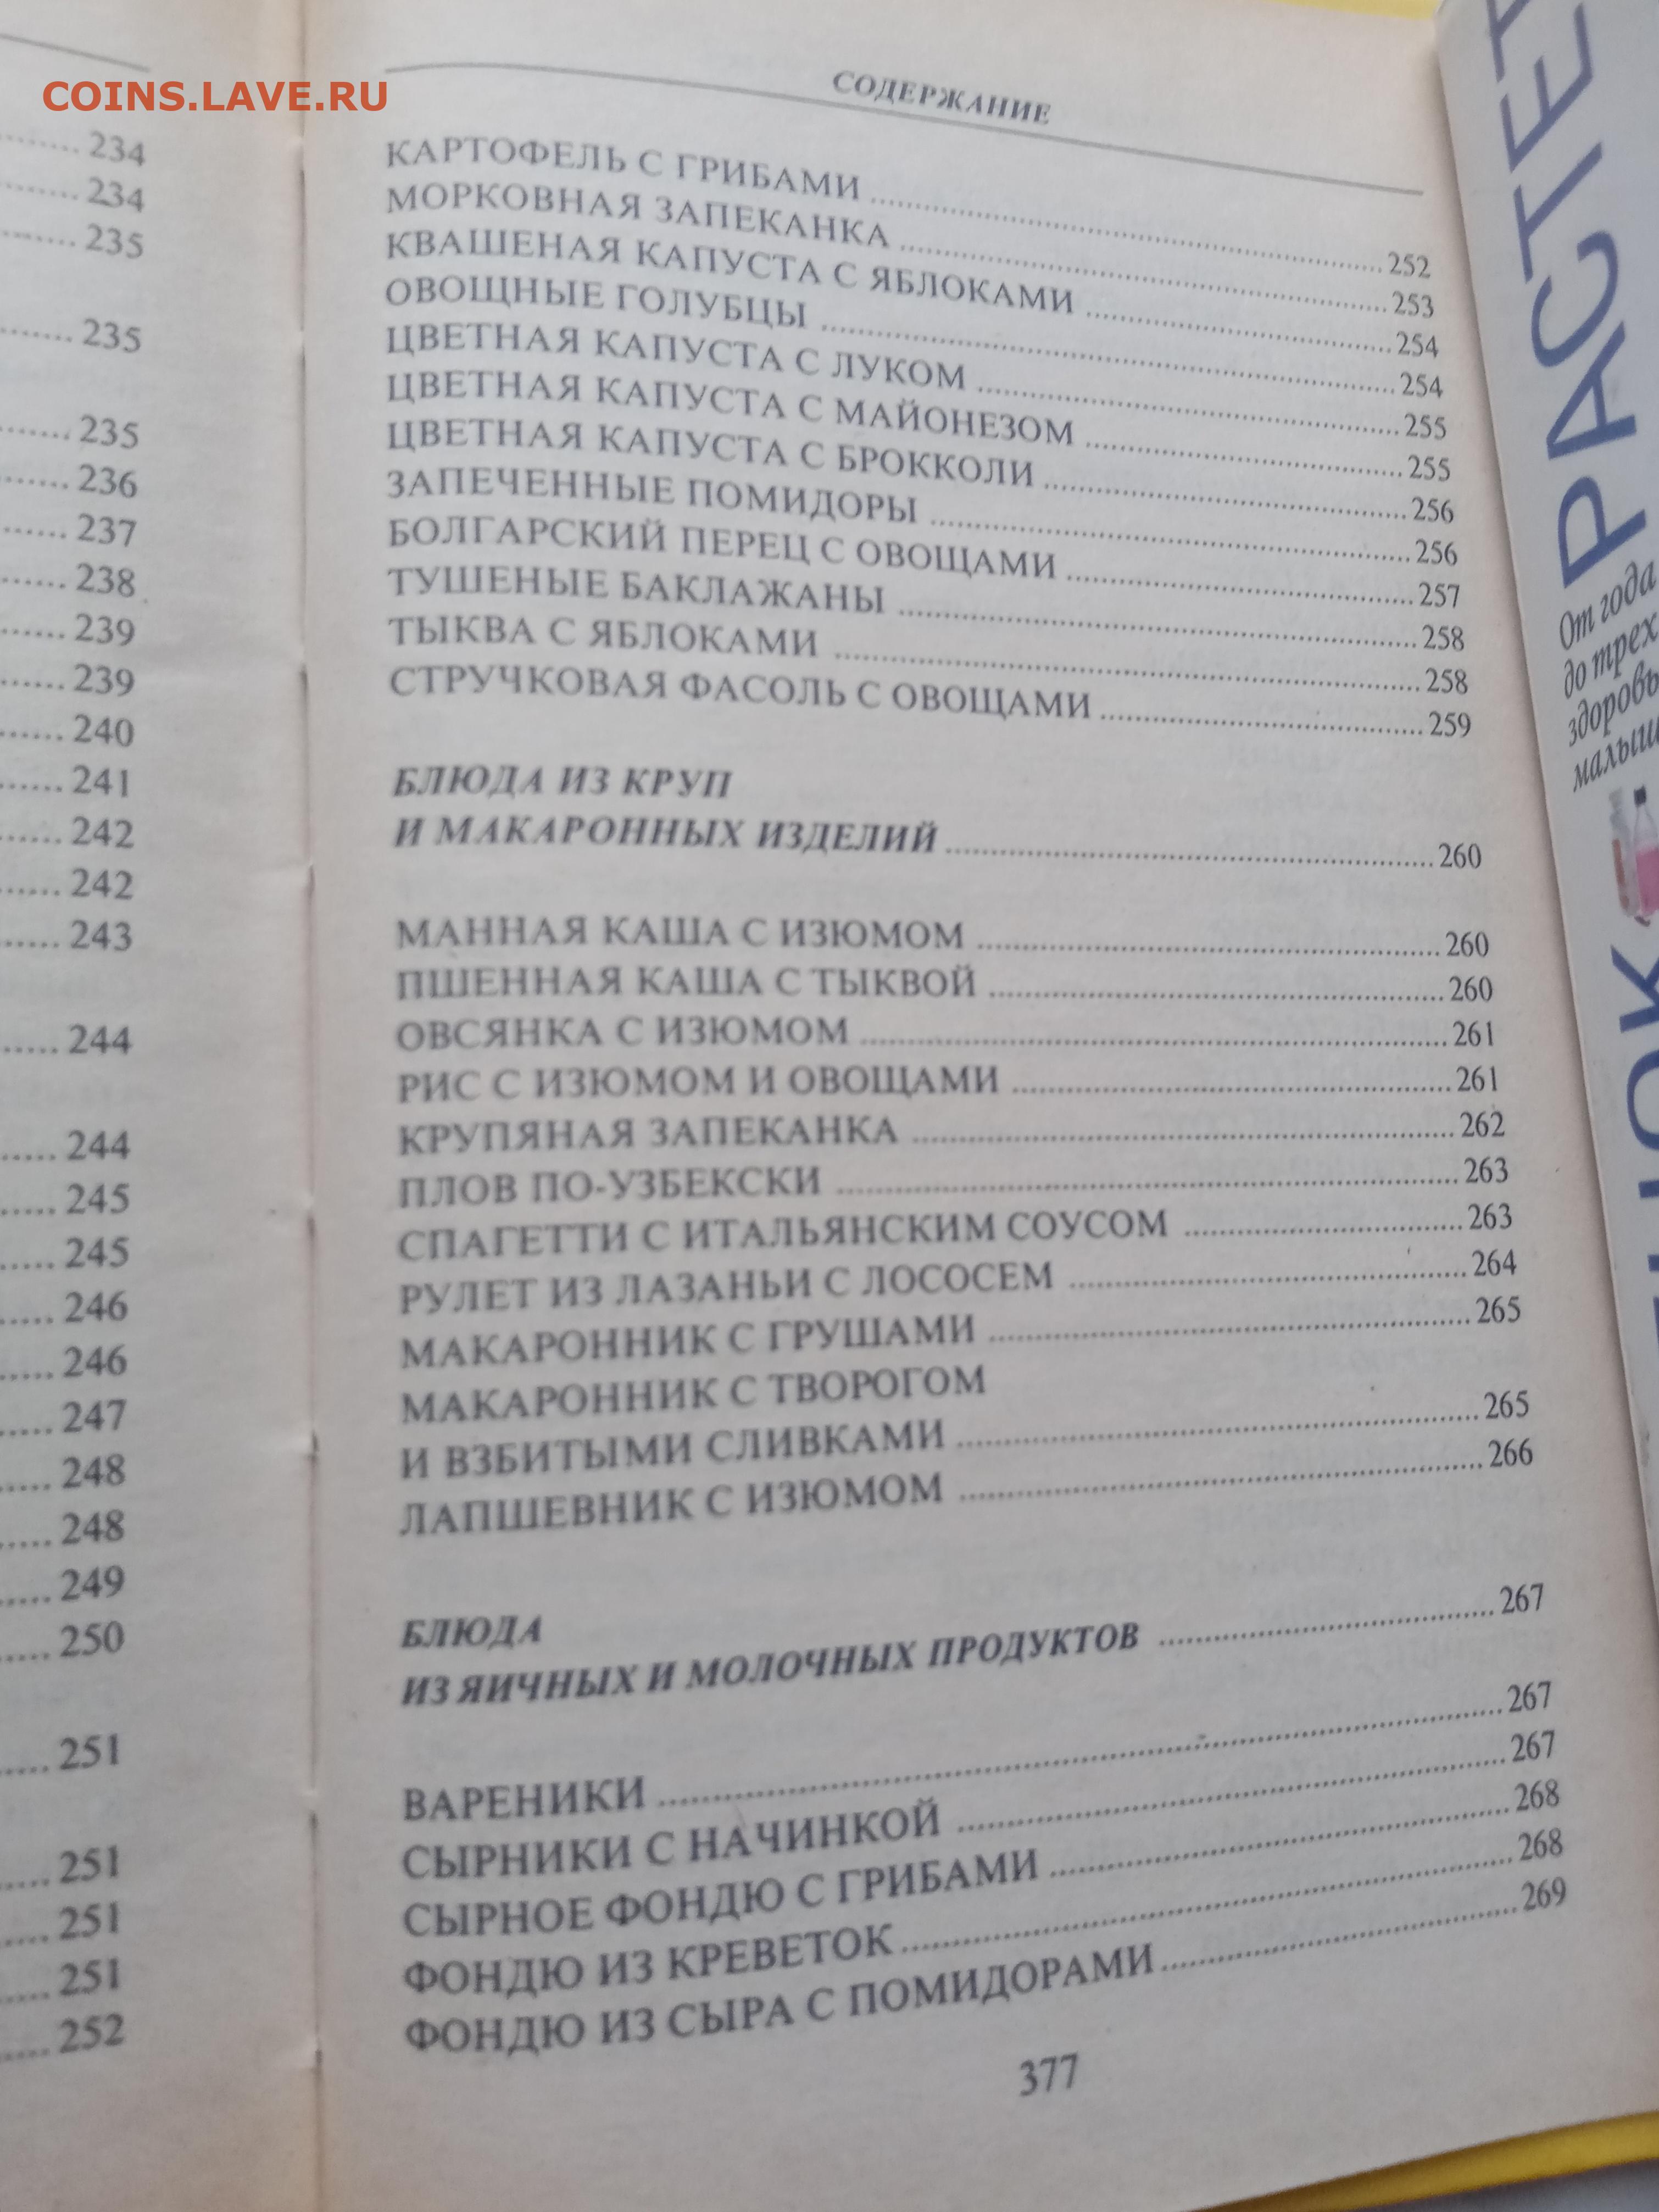 COINS.LAVE.RU
234
234
235
235
235
236
237
238
239
239
240
241
242
242
243
244
244
245
245
246
246
247
248
248
249
250
251
251
251
251
252
СОДЕРЖАНИЕ
КАРТОФЕЛЬ С ГРИБАМИ 252
МОРКОВНАЯ ЗАПЕКАНКА 253
КВАШЕНАЯ КАПУСТА С ЯБЛОКАМИ 254
ОВОЩНЫЕ ГОЛУБЦЫ 254
ЦВЕТНАЯ КАПУСТА С ЛУКОМ 255
ЦВЕТНАЯ КАПУСТА С МАЙОНЕЗОМ 255
ЦВЕТНАЯ КАПУСТА С БРОККОЛИ 256
ЗАПЕЧЕННЫЕ ПОМИДОРЫ 256
БОЛГАРСКИЙ ПЕРЕЦ С ОВОЩАМИ 257
ТУШЕНЫЕ БАКЛАЖАНЫ 258
ТЫКВА С ЯБЛОКАМИ 258
СТРУЧКОВАЯ ФАСОЛЬ С ОВОЩАМИ 259
БЛЮДА ИЗ КРУП
И МАКАРОННЫХ ИЗДЕЛИЙ 260
МАННАЯ КАША С ИЗЮМОМ 260
ПШЕННАЯ КАША С ТЫКВОЙ 260
ОВСЯНКА С ИЗЮМОМ 261
РИС С ИЗЮМОМ И ОВОЩАМИ 261
КРУПЯНАЯ ЗАПЕКАНКА 262
ПЛОВ ПО-УЗБЕКСКИ 263
СПАГЕТТИ С ИТАЛЬЯНСКИМ СОУСОМ 263
РУЛЕТ ИЗ ЛАЗАНЬИ С ЛОСОСЕМ 264
МАКАРОННИК С ГРУШАМИ 265
МАКАРОННИК С ТВОРОГОМ
И ВЗБИТЫМИ СЛИВКАМИ 265
ЛАПШЕВНИК С ИЗЮМОМ 266
БЛЮДА
ИЗ ЯИЧНЫХ И МОЛОЧНЫХ ПРОДУКТОВ 267
ВАРЕНИКИ 267
СЫРНИКИ С НАЧИНКОЙ 267
СЫРНОЕ ФОНДЮ С ГРИБАМИ 268
ФОНДЮ ИЗ КРЕВЕТОК 268
ФОНДЮ ИЗ СЫРА С ПОМИДОРАМИ 269
377
РАСТЕТ
От года
до трех